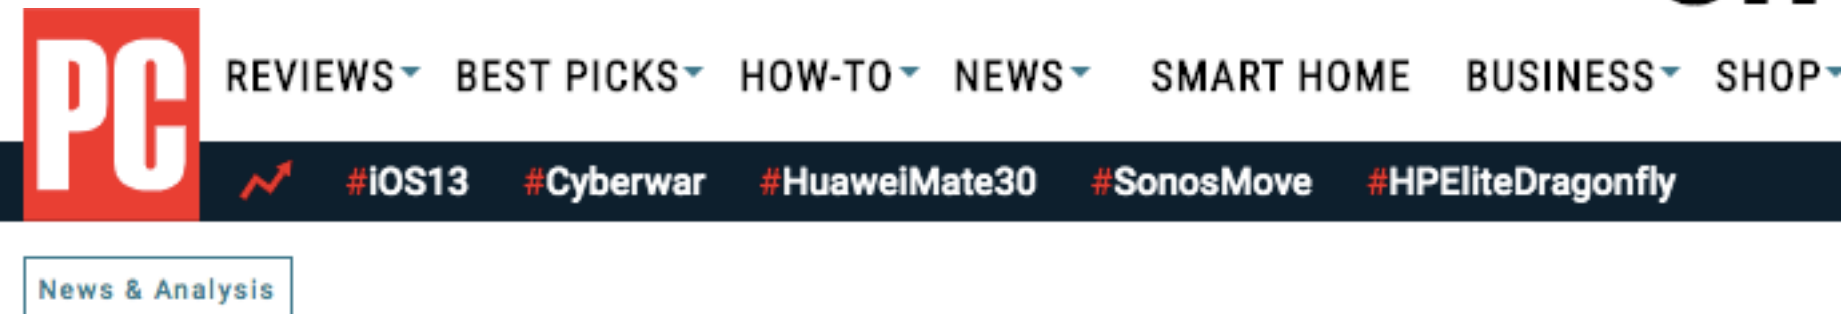 PC
REVIEWS BEST PICKS HOW-TO NEWS SMART HOME BUSINESS SHOP
#iOS13 #Cyberwar #HuaweiMate30 #SonosMove #HPEliteDragonfly
News & Analysis